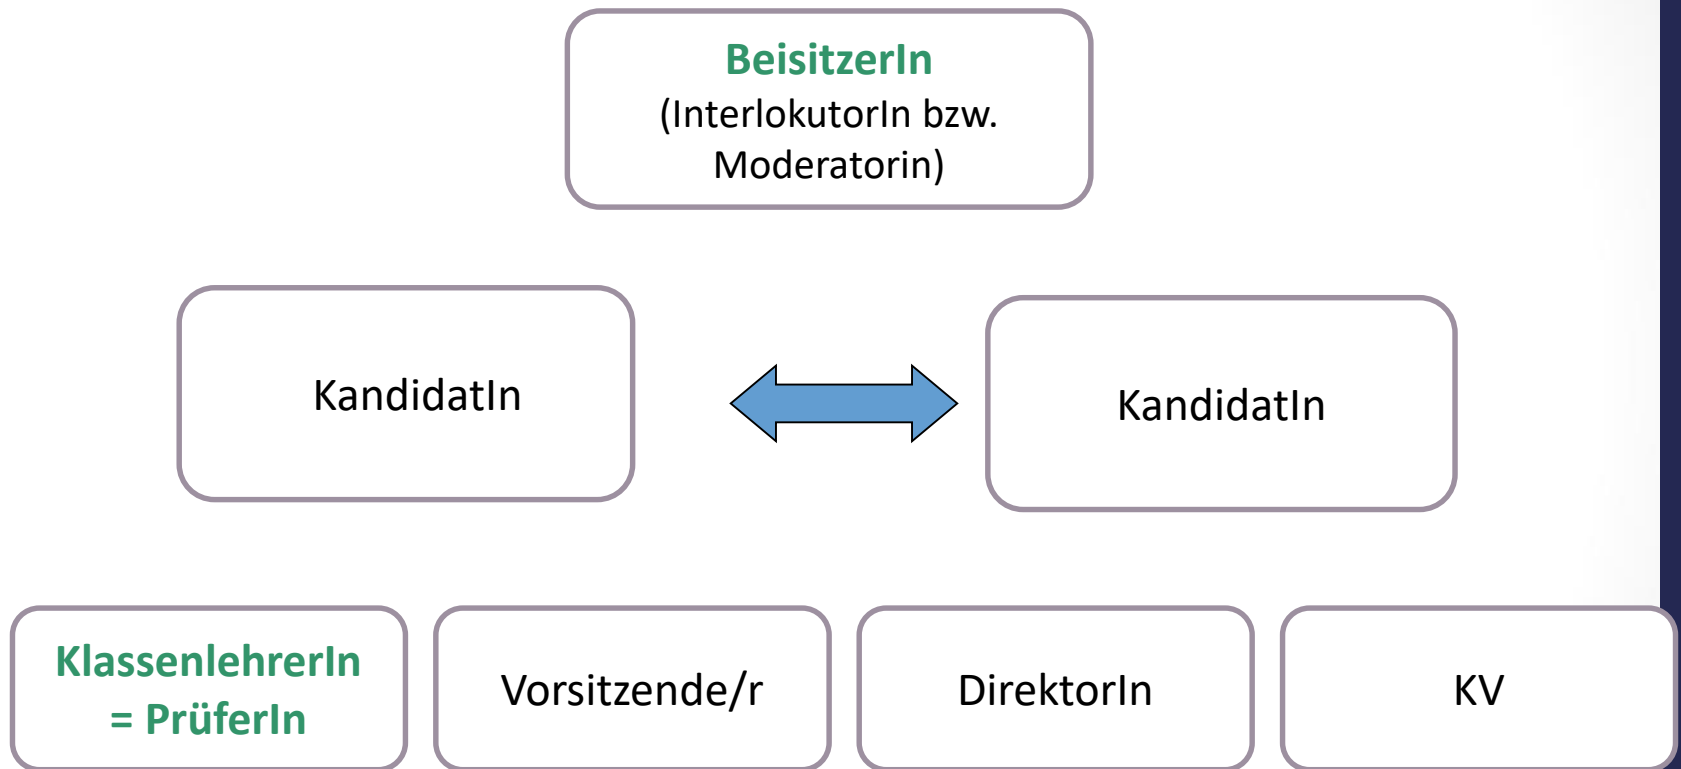 BeisitzerIn
(InterlokutorIn bzw.
Moderatorin)
KandidatIn
KandidatIn
KlassenlehrerIn
= PrüferIn
Vorsitzende/r
DirektorIn
KV